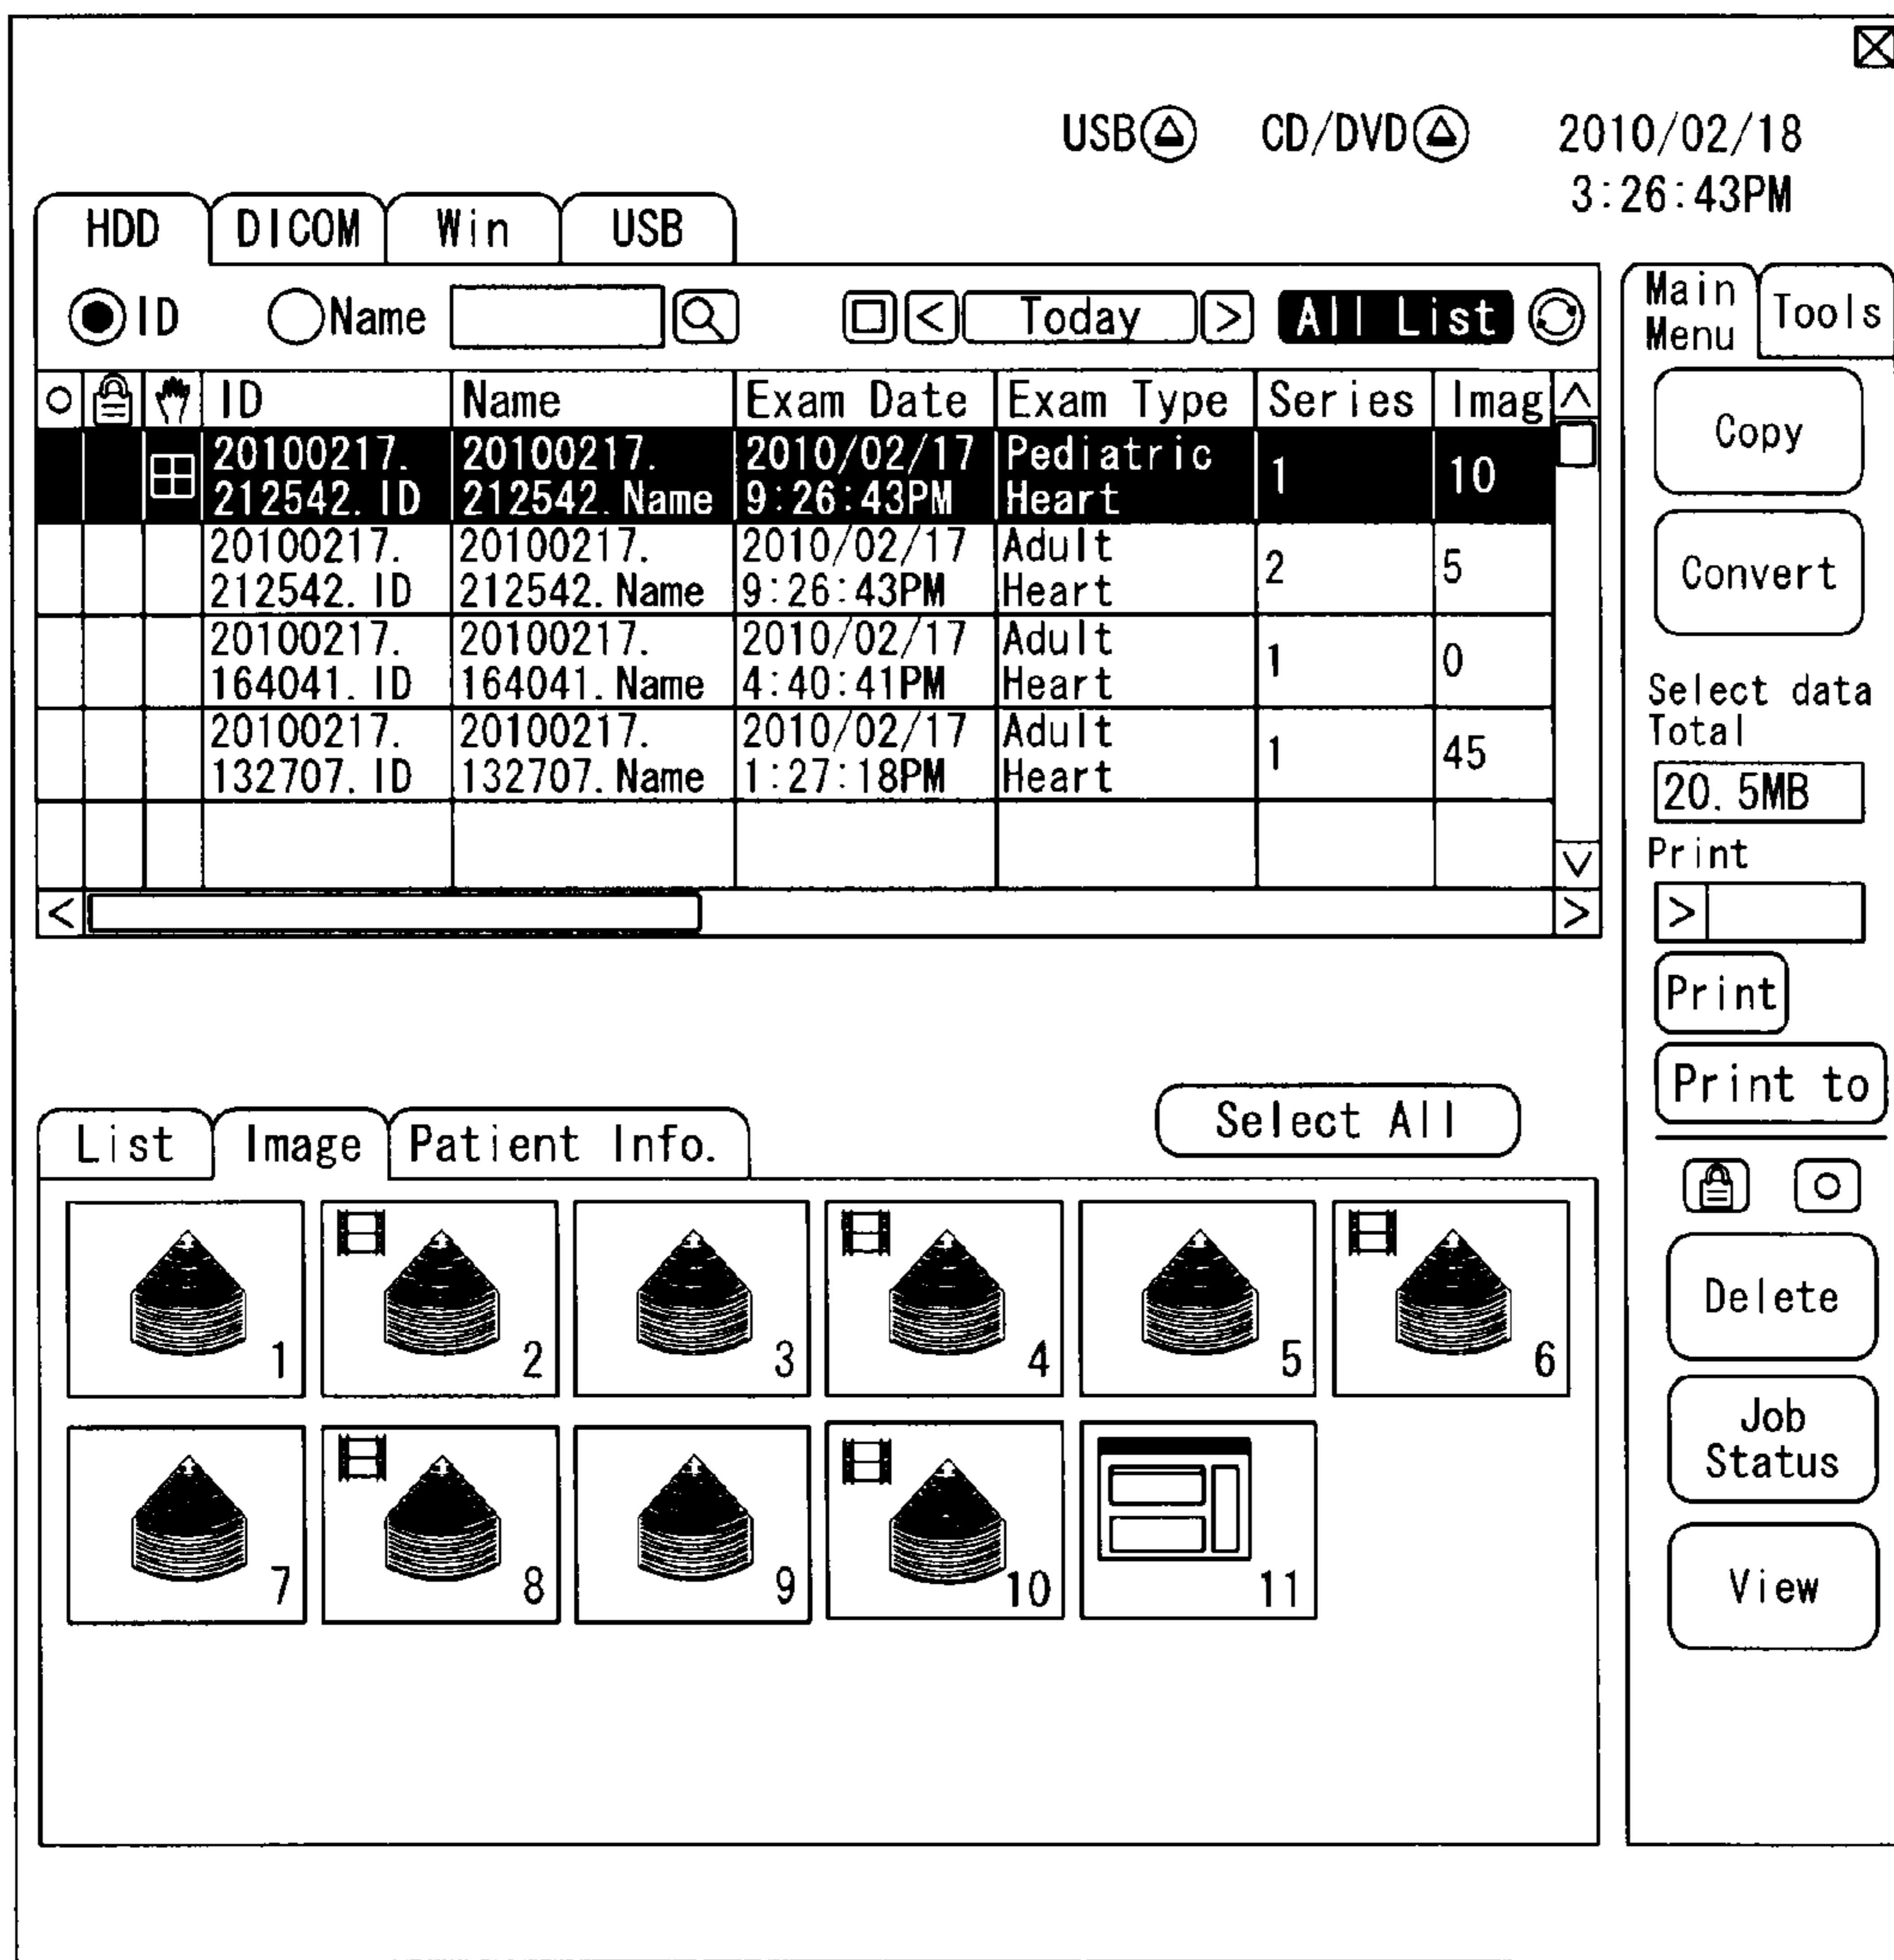 USB CD/DVD 2010/02/18
3:26:43PM
HDD DICOM Win USB
ID Name Today All List
Main Menu Tools
ID Name Exam Date Exam Type Series Imag
20100217. 20100217. 2010/02/17 Pediatric
212542. ID 212542. Name 9:26:43PM Heart 1 10
20100217. 20100217. 2010/02/17 Adult
212542. ID 212542. Name 9:26:43PM Heart 2 5
20100217. 20100217. 2010/02/17 Adult
164041. ID 164041. Name 4:40:41PM Heart 1 0
20100217. 20100217. 2010/02/17 Adult
132707. ID 132707. Name 1:27:18PM Heart 1 45
Copy
Convert
Select data
Total
20. 5MB
Print
Print
Print to
List Image Patient Info. Select All
1 2 3 4 5 6
7 8 9 10 11
Delete
Job
Status
View